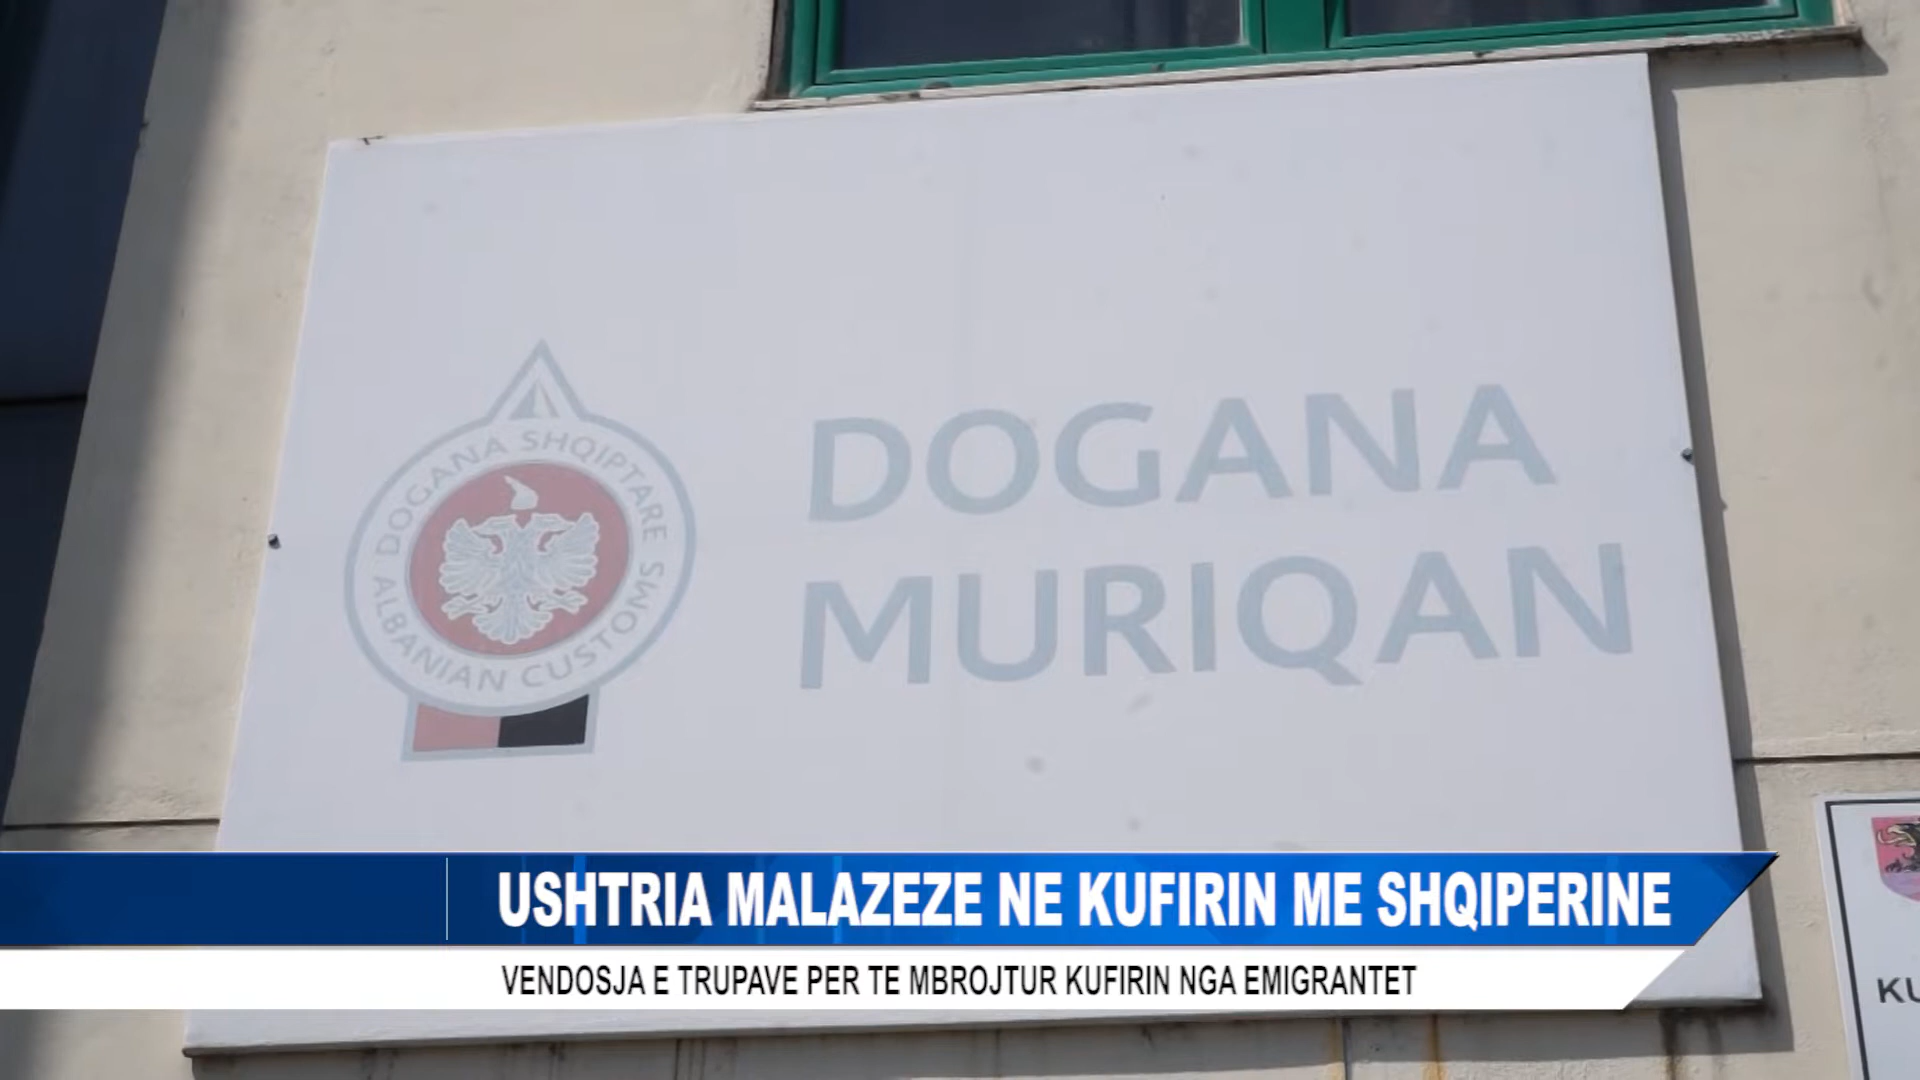 DOGANA SHQIPTARE
ALBANIAN CUSTOMS
DOGANA
MURIQAN
USHTRIA MALAZEZE NE KUFIRIN ME SHQIPERINE
VENDOSJA E TRUPAVE PER TE MBROJTUR KUFIRIN NGA EMIGRANTET